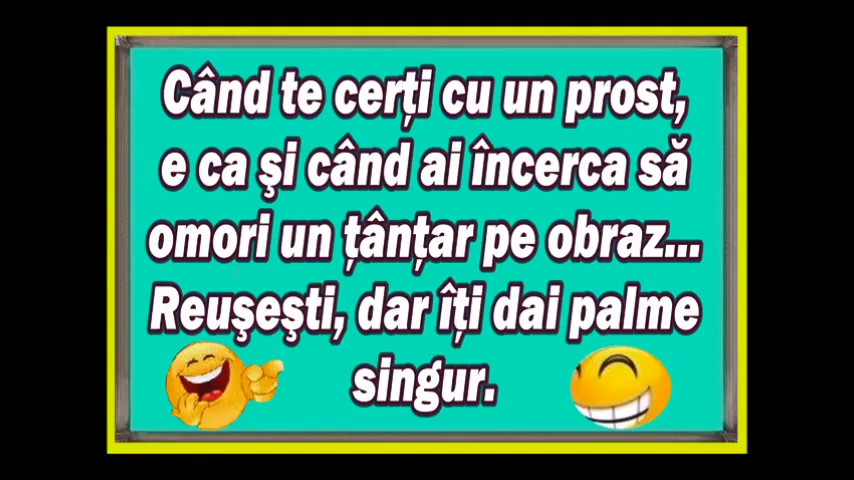 Când te cerți cu un prost,
e ca şi când ai încerca să
omori un țânțar pe obraz...
Reuşeşti, dar îți dai palme
singur.